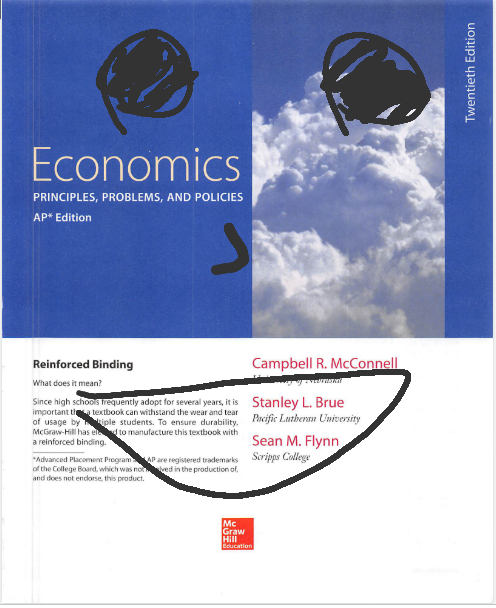 Twentieth Edition
Economics
PRINCIPLES, PROBLEMS, AND POLICIES
AP* Edition
Reinforced Binding
What does it mean?
Since high schools frequently adopt for several years, it is
important that a textbook can withstand the wear and tear
of usage by multiple students. To ensure durability,
McGraw-Hill has elected to manufacture this textbook with
a reinforced binding.
*Advanced Placement Program and AP are registered trademarks
of the College Board, which was not involved in the production of,
and does not endorse, this product.
Campbell R. McConnell
University of Nebraska
Stanley L. Brue
Pacific Lutheran University
Sean M. Flynn
Scripps College
Mc
Graw
Hill
Education